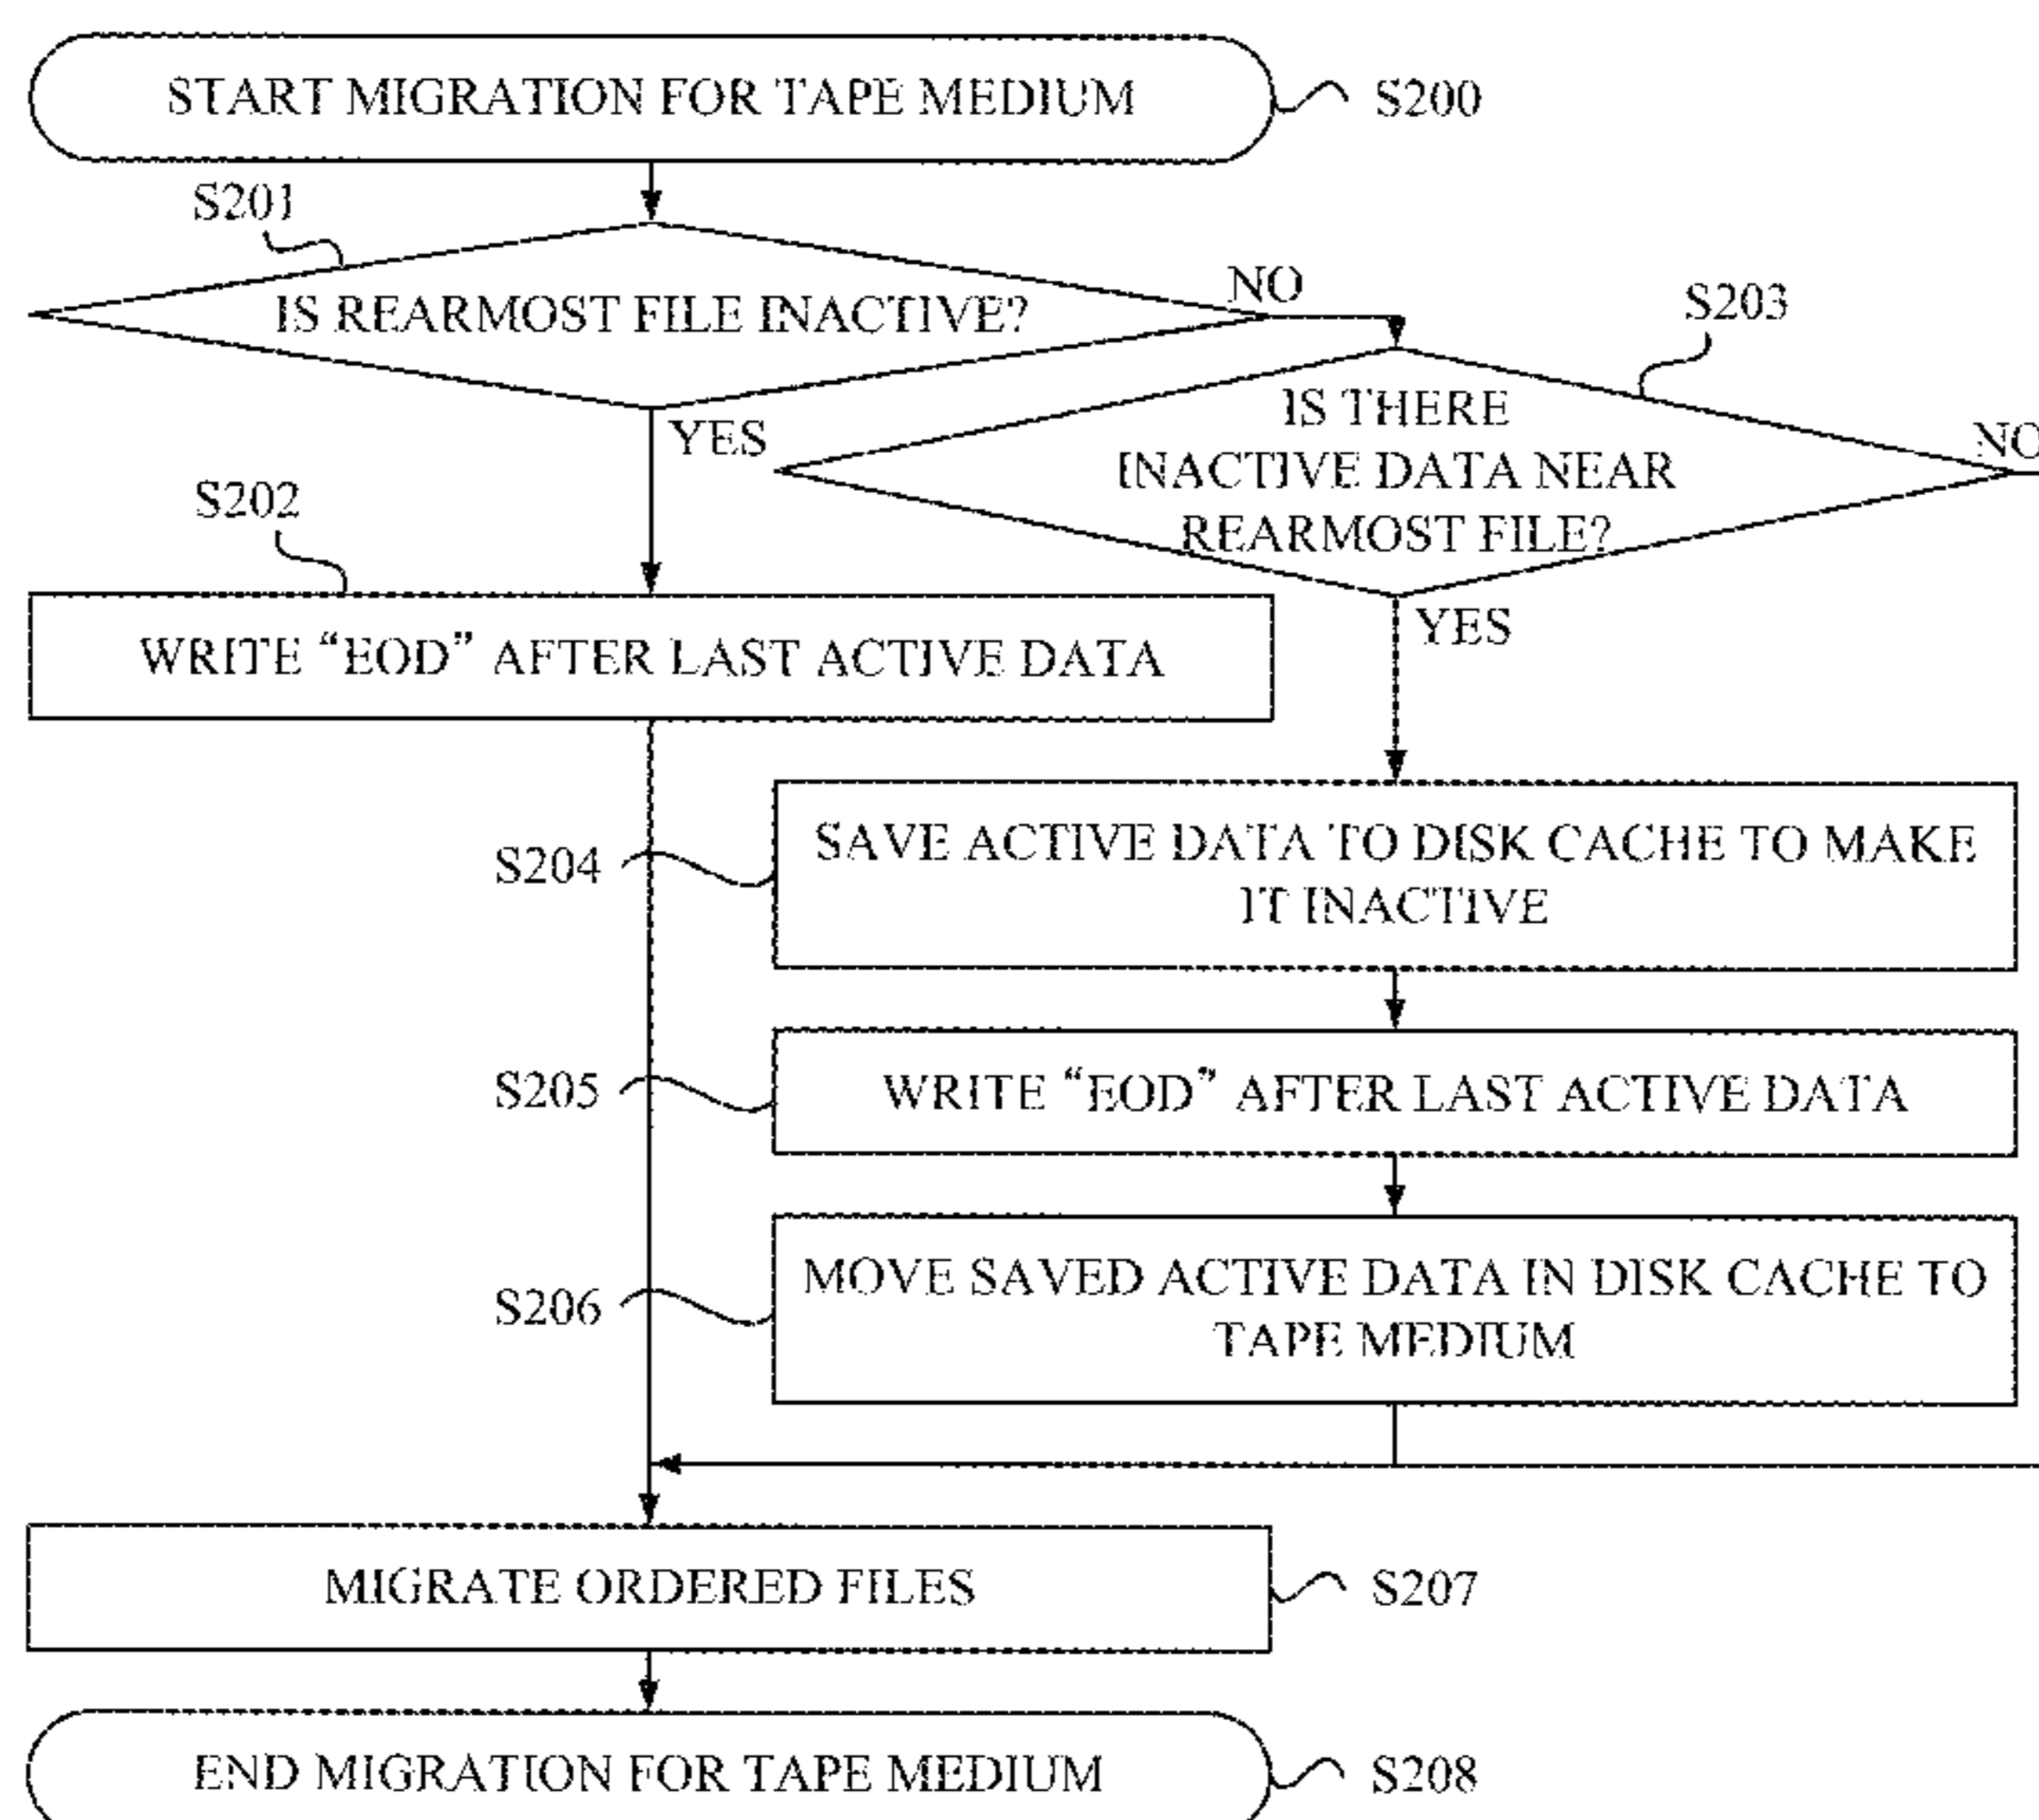 START MIGRATION FOR TAPE MEDIUM
S200
S201
IS REARMOST FILE INACTIVE?
NO
S203
IS THERE
INACTIVE DATA NEAR
REARMOST FILE?
NO
YES
S202
WRITE “EOD” AFTER LAST ACTIVE DATA
YES
S204
SAVE ACTIVE DATA TO DISK CACHE TO MAKE
IT INACTIVE
S205
WRITE “EOD” AFTER LAST ACTIVE DATA
S206
MOVE SAVED ACTIVE DATA IN DISK CACHE TO
TAPE MEDIUM
MIGRATE ORDERED FILES
S207
END MIGRATION FOR TAPE MEDIUM
S208